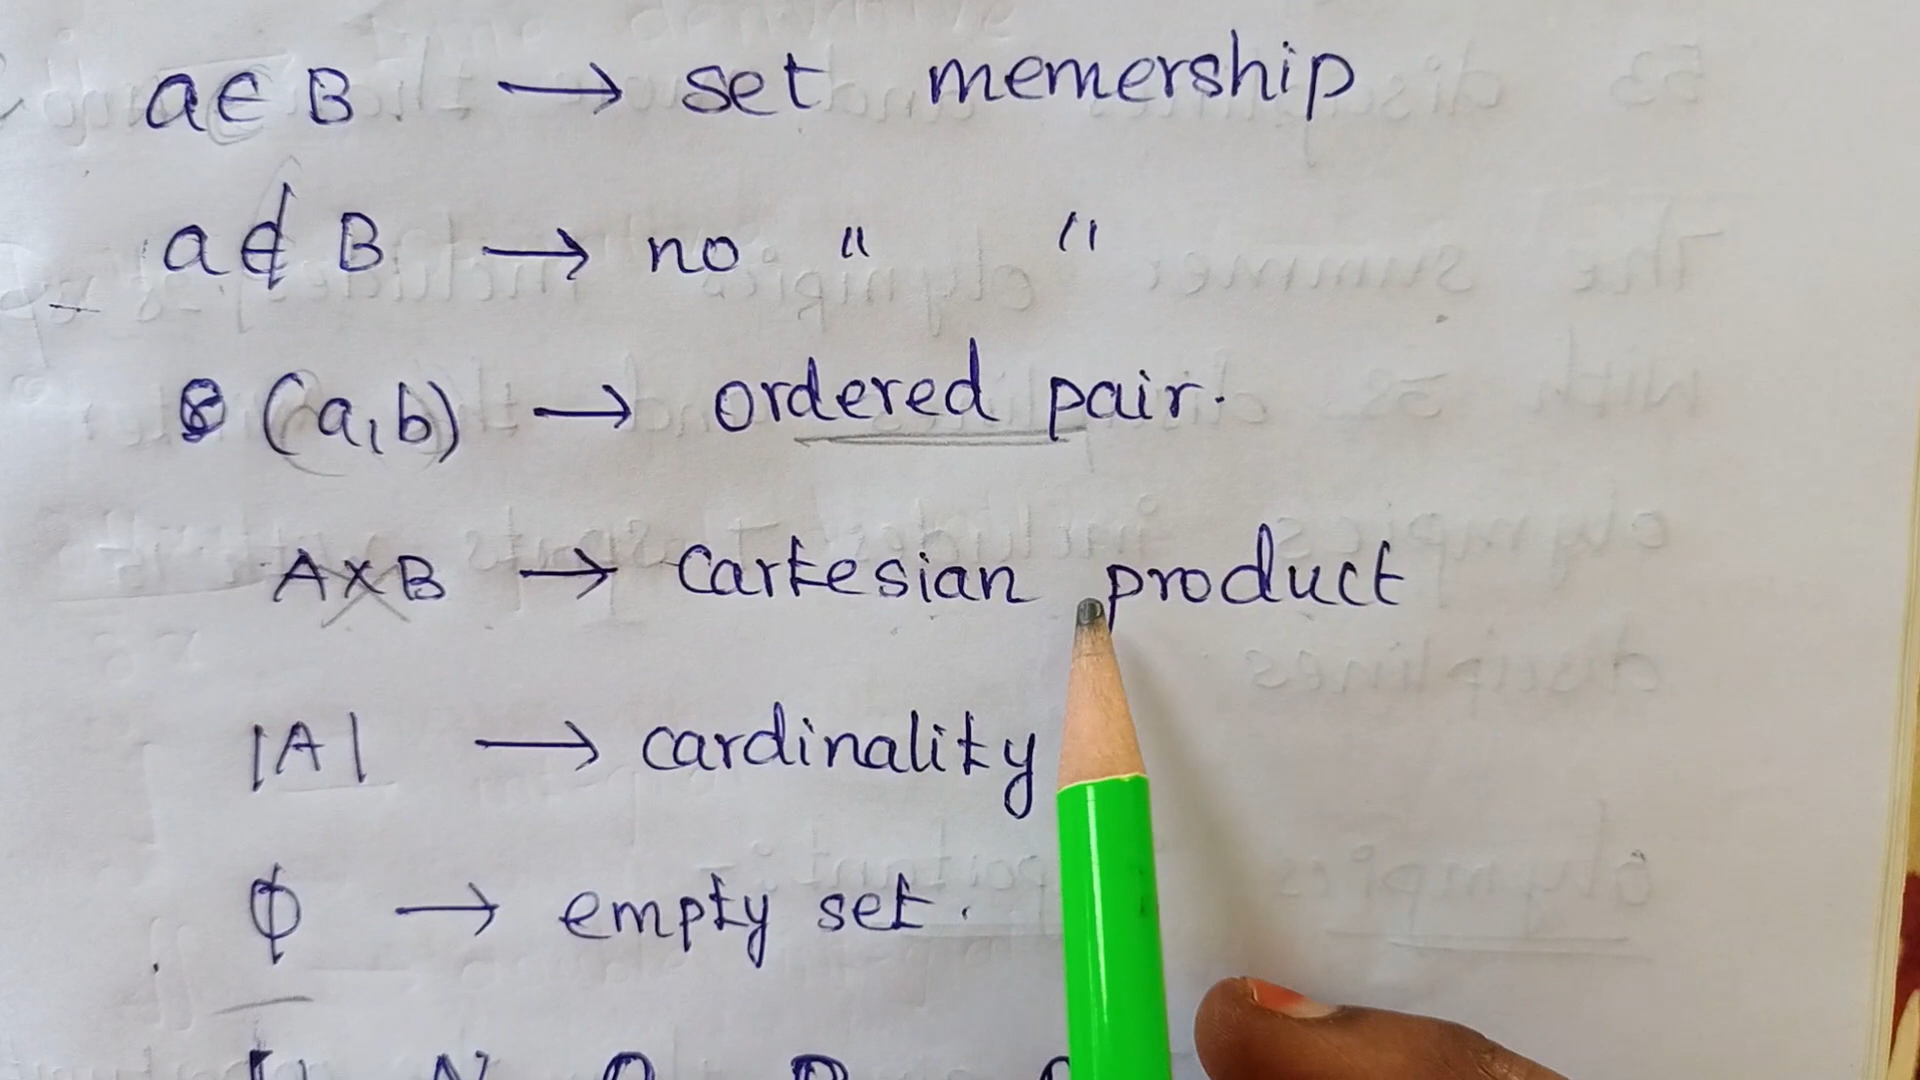 a ∈ B → set memership
a ∉ B → no " "
(a, b) → ordered pair.
A×B → Cartesian product
|A| → cardinality
Φ → empty set.